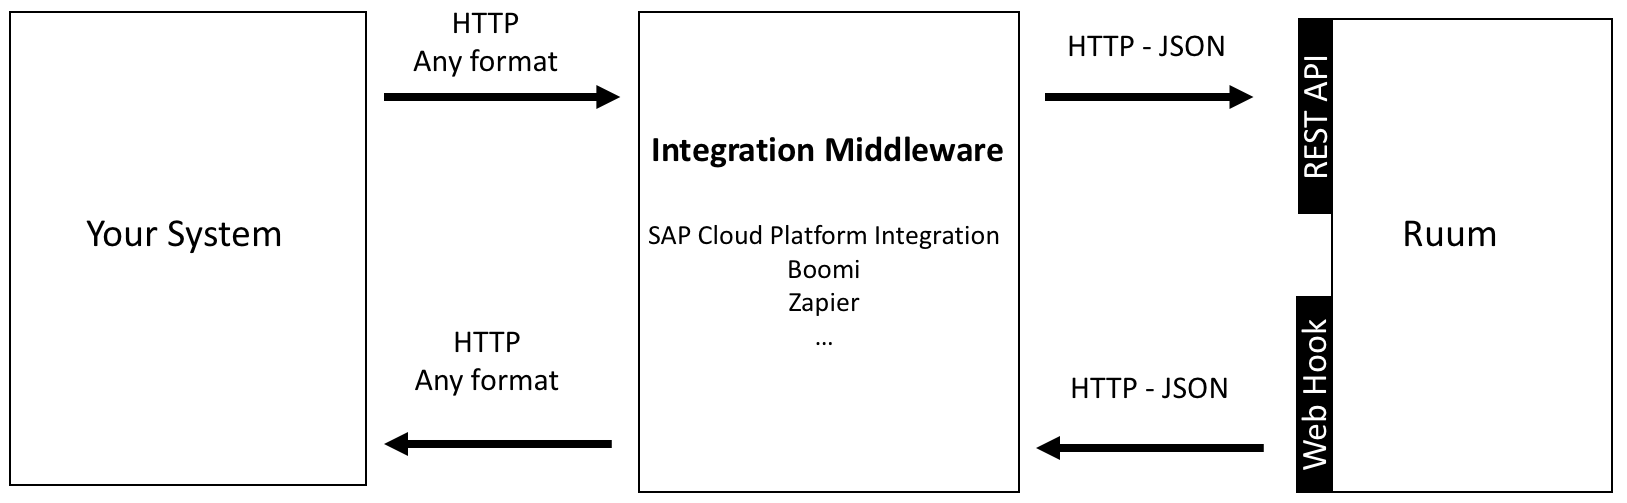 Your System
HTTP
Any format
HTTP
Any format
Integration Middleware
SAP Cloud Platform Integration
Boomi
Zapier
...
HTTP - JSON
HTTP - JSON
REST API
Web Hook
Ruum